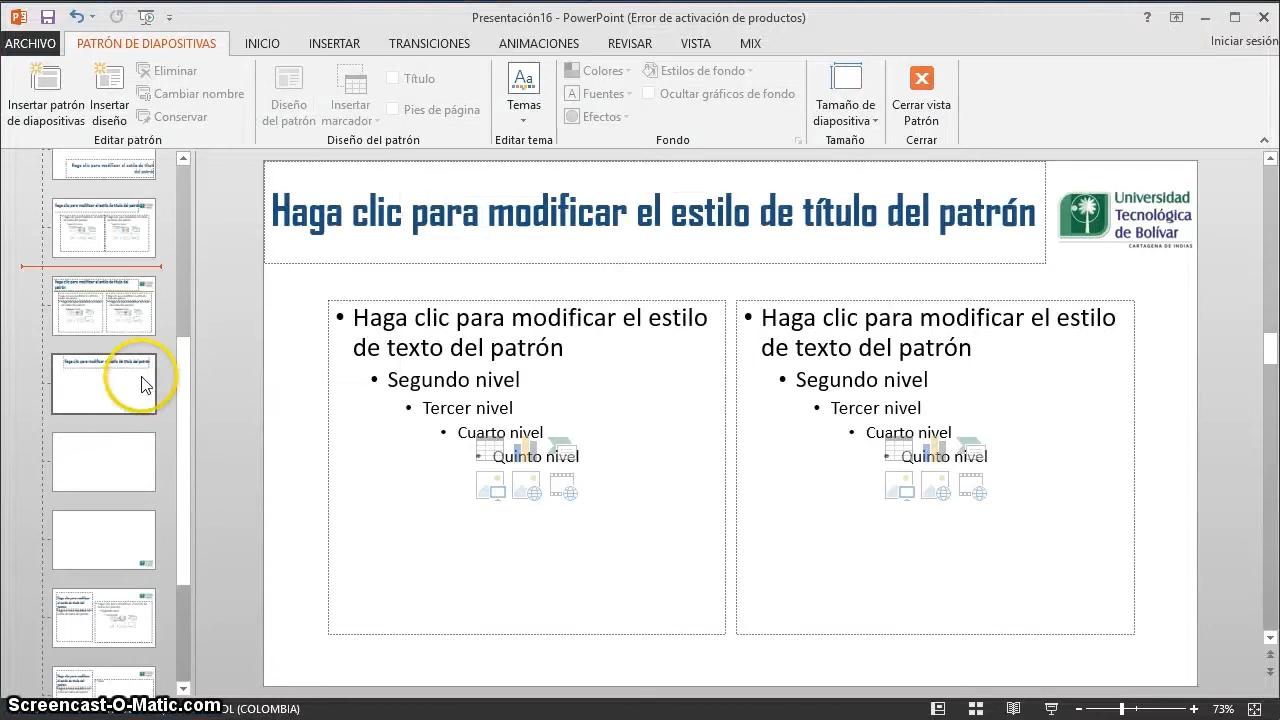 Presentación16 - PowerPoint (Error de activación de productos)
ARCHIVO PATRÓN DE DIAPOSITIVAS INICIO INSERTAR TRANSICIONES ANIMACIONES REVISAR VISTA MIX Iniciar sesión
Insertar patrón de diapositivas
Insertar diseño
Eliminar
Cambiar nombre
Conservar
Editar patrón
Diseño del patrón
Insertar marcador
Título
Pies de página
Diseño del patrón
Aa
Temas
Editar tema
Colores
A Fuentes
Efectos
Estilos de fondo
Ocultar gráficos de fondo
Fondo
Tamaño de diapositiva
Tamaño
Cerrar vista Patrón
Cerrar
Haga clic para modificar el estilo de título del patrón
Universidad
Tecnológica
de Bolívar
CARTAGENA DE INDIAS
• Haga clic para modificar el estilo
de texto del patrón
• Segundo nivel
• Tercer nivel
• Cuarto nivel
• Quinto nivel
• Haga clic para modificar el estilo
de texto del patrón
• Segundo nivel
• Tercer nivel
• Cuarto nivel
• Quinto nivel
Screencast-O-Matic.com
(COLOMBIA)
73%